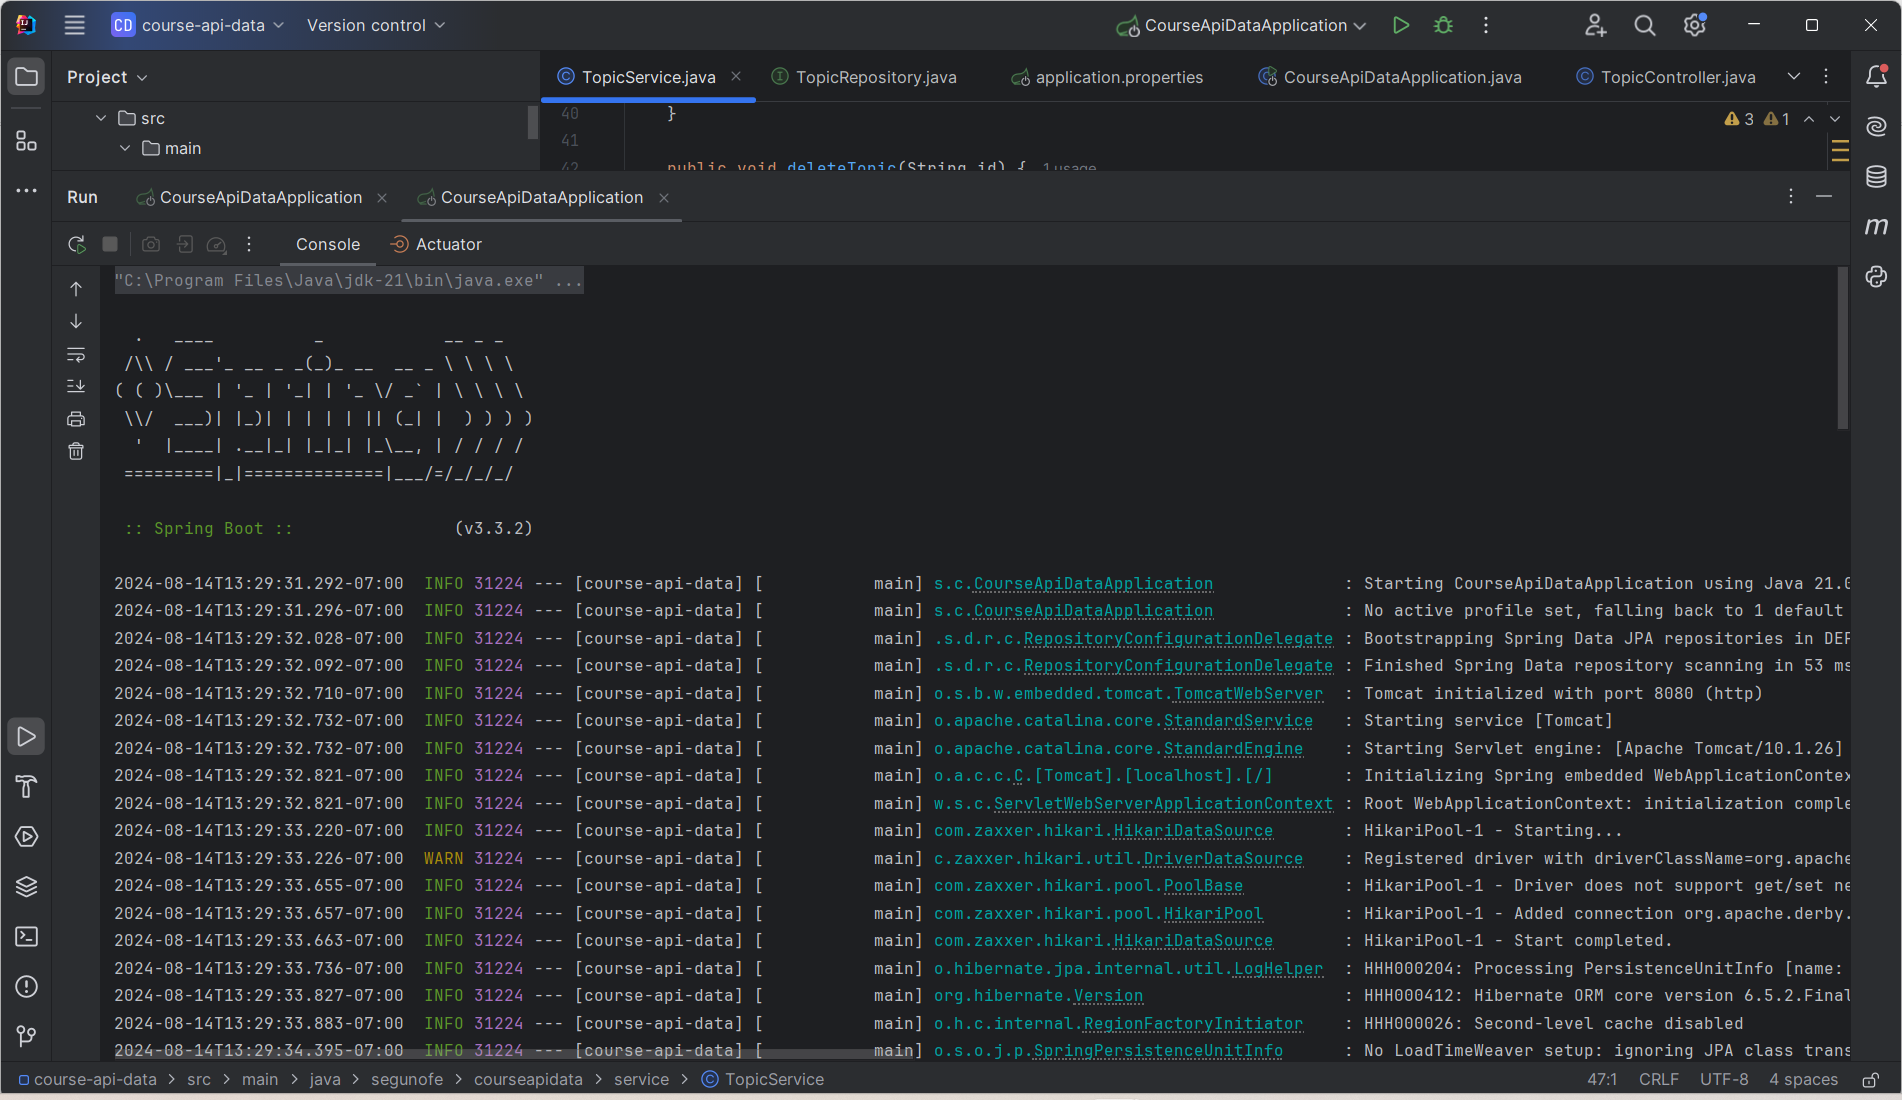 CD course-api-data Version control CourseApiDataApplication
Project TopicService.java TopicRepository.java application.properties CourseApiDataApplication.java TopicController.java
src 40 } 3 1
main 41
42 public void deleteTopic(String id) { 1 usage
Run CourseApiDataApplication CourseApiDataApplication
Console Actuator
"C:\Program Files\Java\jdk-21\bin\java.exe" ...
  .   ____          _            __ _ _
 /\\ / ___'_ __ _ _(_)_ __  __ _ \ \ \ \
( ( )\___ | '_ | '_| | '_ \/ _` | \ \ \ \
 \\/  ___)| |_)| | | | | || (_| |  ) ) ) )
  '  |____| .__|_| |_|_| |_\__, | / / / /
 =========|_|==============|___/=/_/_/_/
:: Spring Boot :: (v3.3.2)
2024-08-14T13:29:31.292-07:00 INFO 31224 --- [course-api-data] [ main] s.c.CourseApiDataApplication : Starting CourseApiDataApplication using Java 21.0
2024-08-14T13:29:31.296-07:00 INFO 31224 --- [course-api-data] [ main] s.c.CourseApiDataApplication : No active profile set, falling back to 1 default
2024-08-14T13:29:32.028-07:00 INFO 31224 --- [course-api-data] [ main] .s.d.r.c.RepositoryConfigurationDelegate : Bootstrapping Spring Data JPA repositories in DEF
2024-08-14T13:29:32.092-07:00 INFO 31224 --- [course-api-data] [ main] .s.d.r.c.RepositoryConfigurationDelegate : Finished Spring Data repository scanning in 53 ms
2024-08-14T13:29:32.710-07:00 INFO 31224 --- [course-api-data] [ main] o.s.b.w.embedded.tomcat.TomcatWebServer : Tomcat initialized with port 8080 (http)
2024-08-14T13:29:32.732-07:00 INFO 31224 --- [course-api-data] [ main] o.apache.catalina.core.StandardService : Starting service [Tomcat]
2024-08-14T13:29:32.732-07:00 INFO 31224 --- [course-api-data] [ main] o.apache.catalina.core.StandardEngine : Starting Servlet engine: [Apache Tomcat/10.1.26]
2024-08-14T13:29:32.821-07:00 INFO 31224 --- [course-api-data] [ main] o.a.c.c.C.[Tomcat].[localhost].[/] : Initializing Spring embedded WebApplicationContex
2024-08-14T13:29:32.821-07:00 INFO 31224 --- [course-api-data] [ main] w.s.c.ServletWebServerApplicationContext : Root WebApplicationContext: initialization comple
2024-08-14T13:29:33.220-07:00 INFO 31224 --- [course-api-data] [ main] com.zaxxer.hikari.HikariDataSource : HikariPool-1 - Starting...
2024-08-14T13:29:33.226-07:00 WARN 31224 --- [course-api-data] [ main] c.zaxxer.hikari.util.DriverDataSource : Registered driver with driverClassName=org.apache
2024-08-14T13:29:33.655-07:00 INFO 31224 --- [course-api-data] [ main] com.zaxxer.hikari.pool.PoolBase : HikariPool-1 - Driver does not support get/set ne
2024-08-14T13:29:33.657-07:00 INFO 31224 --- [course-api-data] [ main] com.zaxxer.hikari.pool.HikariPool : HikariPool-1 - Added connection org.apache.derby.
2024-08-14T13:29:33.663-07:00 INFO 31224 --- [course-api-data] [ main] com.zaxxer.hikari.HikariDataSource : HikariPool-1 - Start completed.
2024-08-14T13:29:33.736-07:00 INFO 31224 --- [course-api-data] [ main] o.hibernate.jpa.internal.util.LogHelper : HHH000204: Processing PersistenceUnitInfo [name:
2024-08-14T13:29:33.827-07:00 INFO 31224 --- [course-api-data] [ main] org.hibernate.Version : HHH000412: Hibernate ORM core version 6.5.2.Final
2024-08-14T13:29:33.883-07:00 INFO 31224 --- [course-api-data] [ main] o.h.c.internal.RegionFactoryInitiator : HHH000026: Second-level cache disabled
2024-08-14T13:29:34.395-07:00 INFO 31224 --- [course-api-data] [ main] o.s.o.j.p.SpringPersistenceUnitInfo : No LoadTimeWeaver setup: ignoring JPA class trans
course-api-data > src > main > java > segunofe > courseapidata > service > TopicService 47:1 CRLF UTF-8 4 spaces